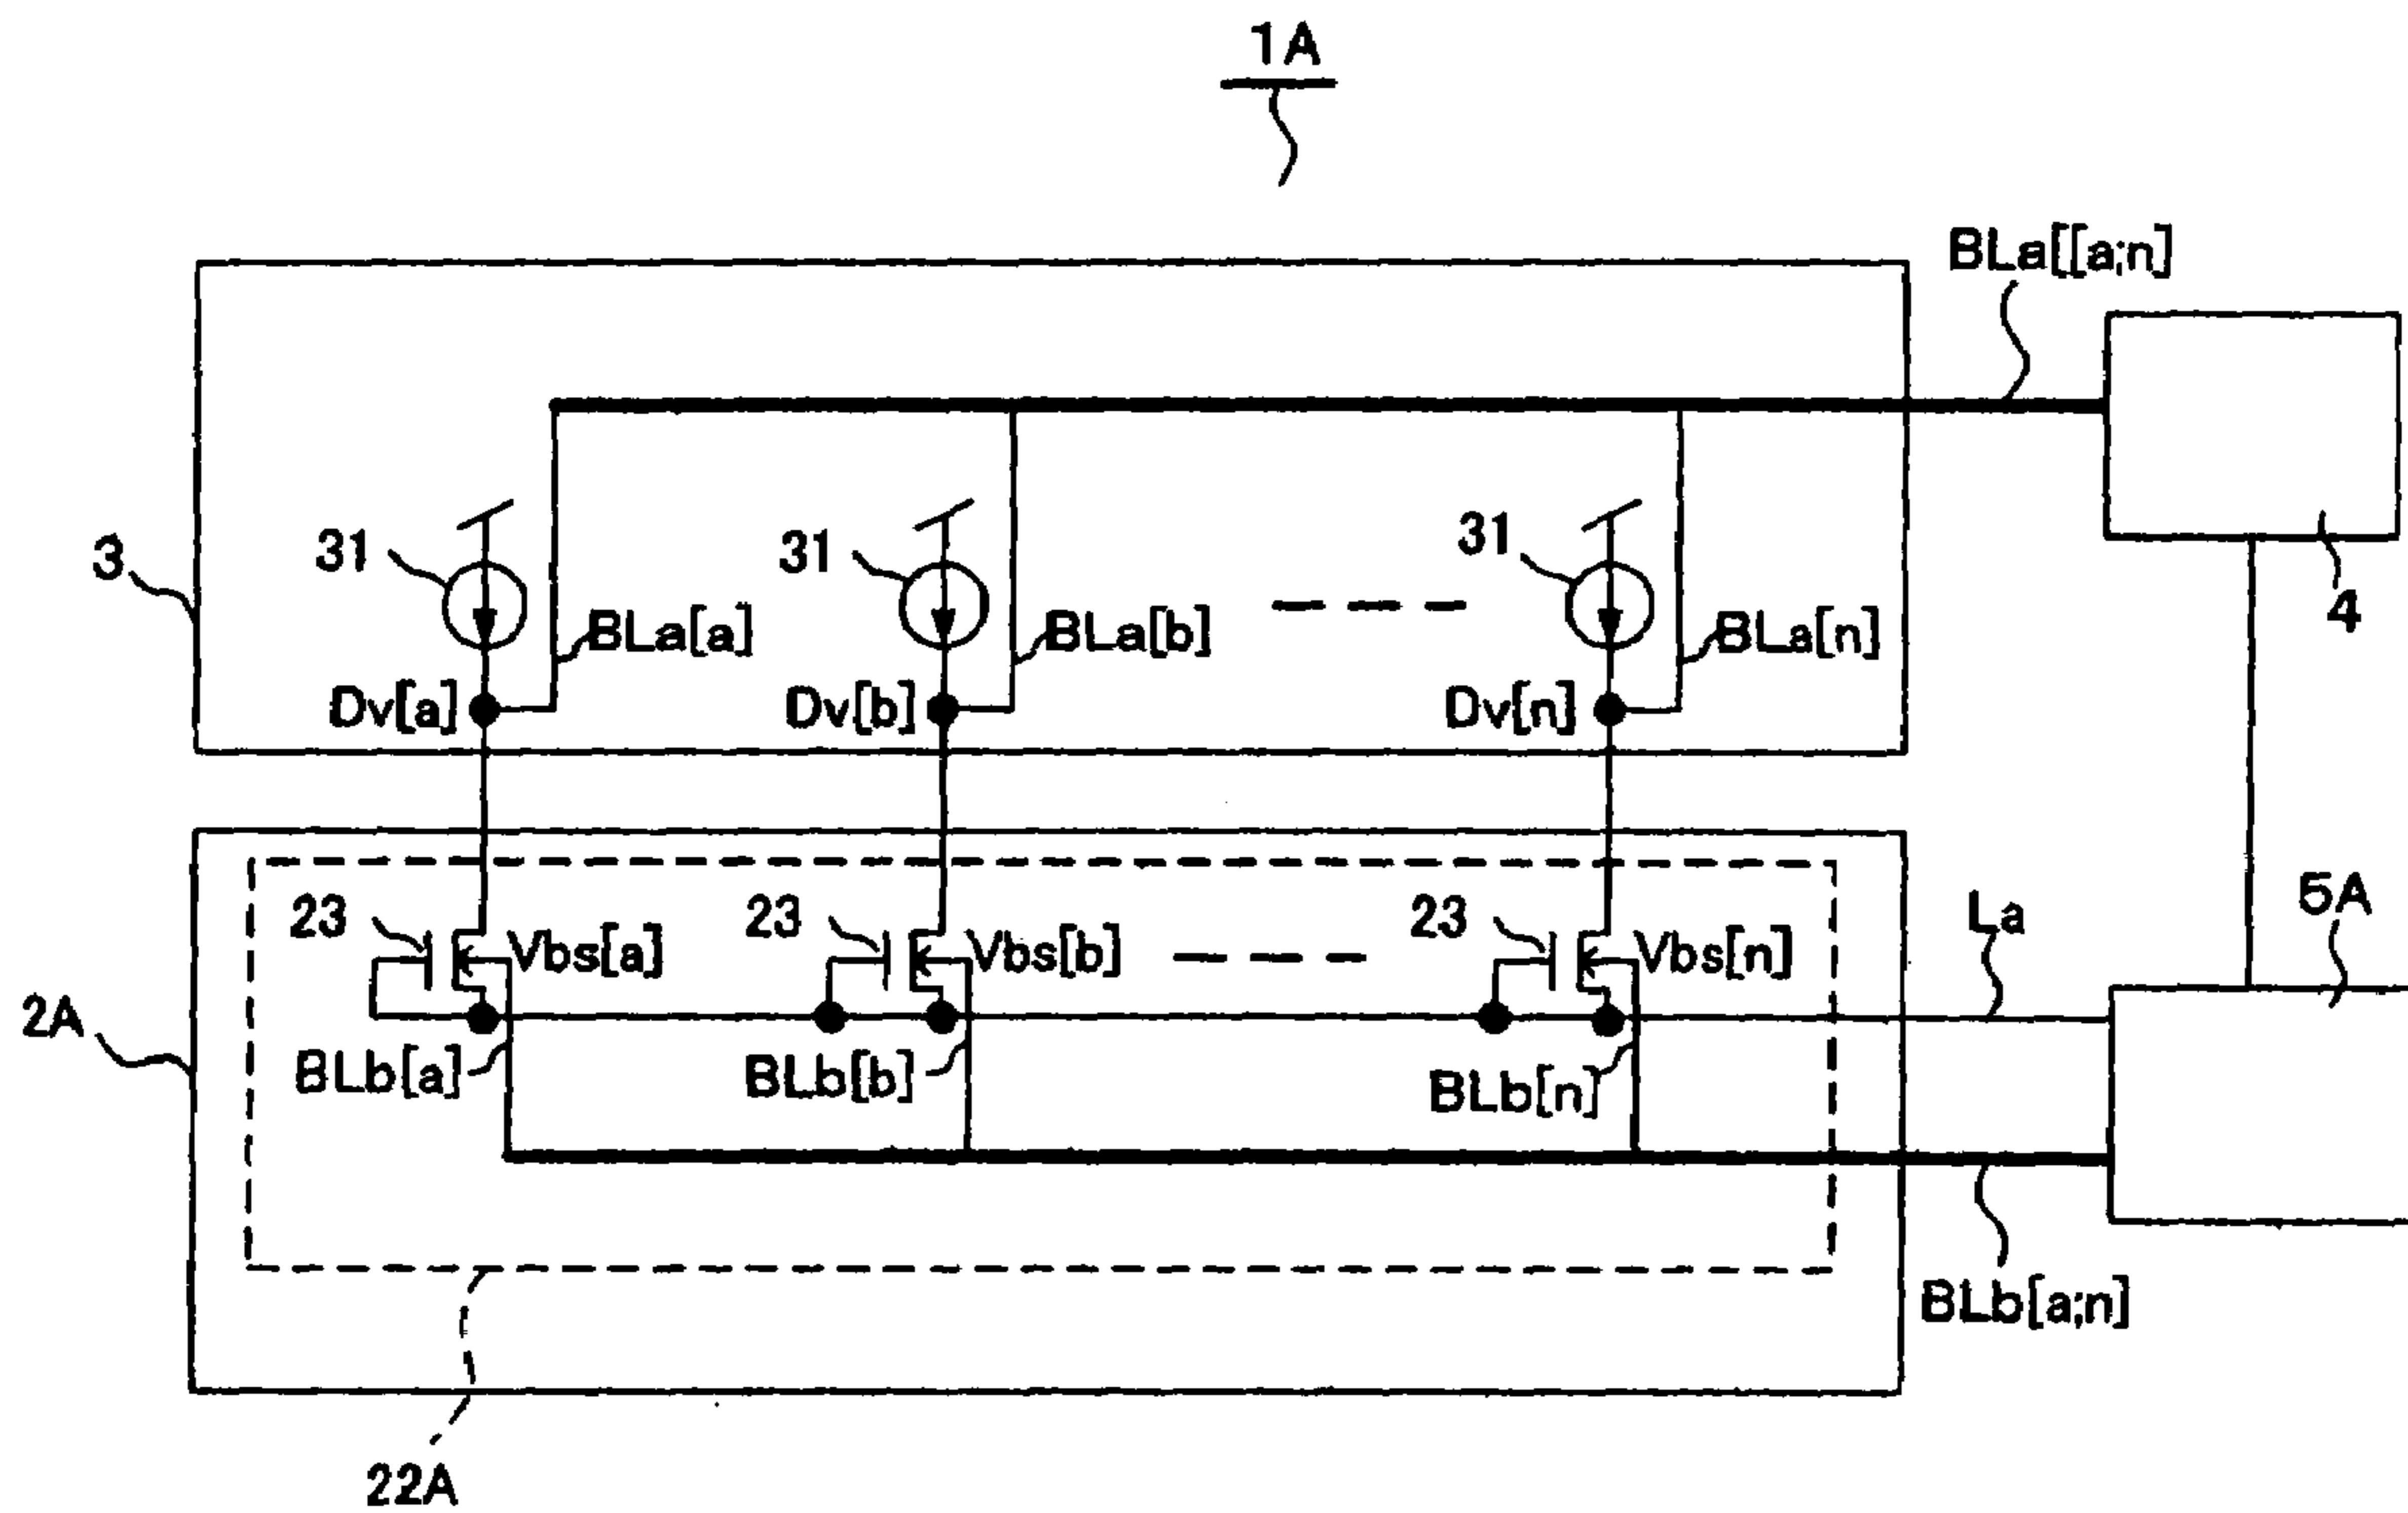 1A
BLa[[a;n]
31
31
31
3
BLa[a]
BLa[b]
BLa[n]
4
Dv[a]
Dv[b]
Dv[n]
5A
23
Vbs[a]
23
Vbs[b]
23
Vbs[n]
La
2A
BLb[a]
BLb[b]
BLb[n]
BLb[a;n]
22A